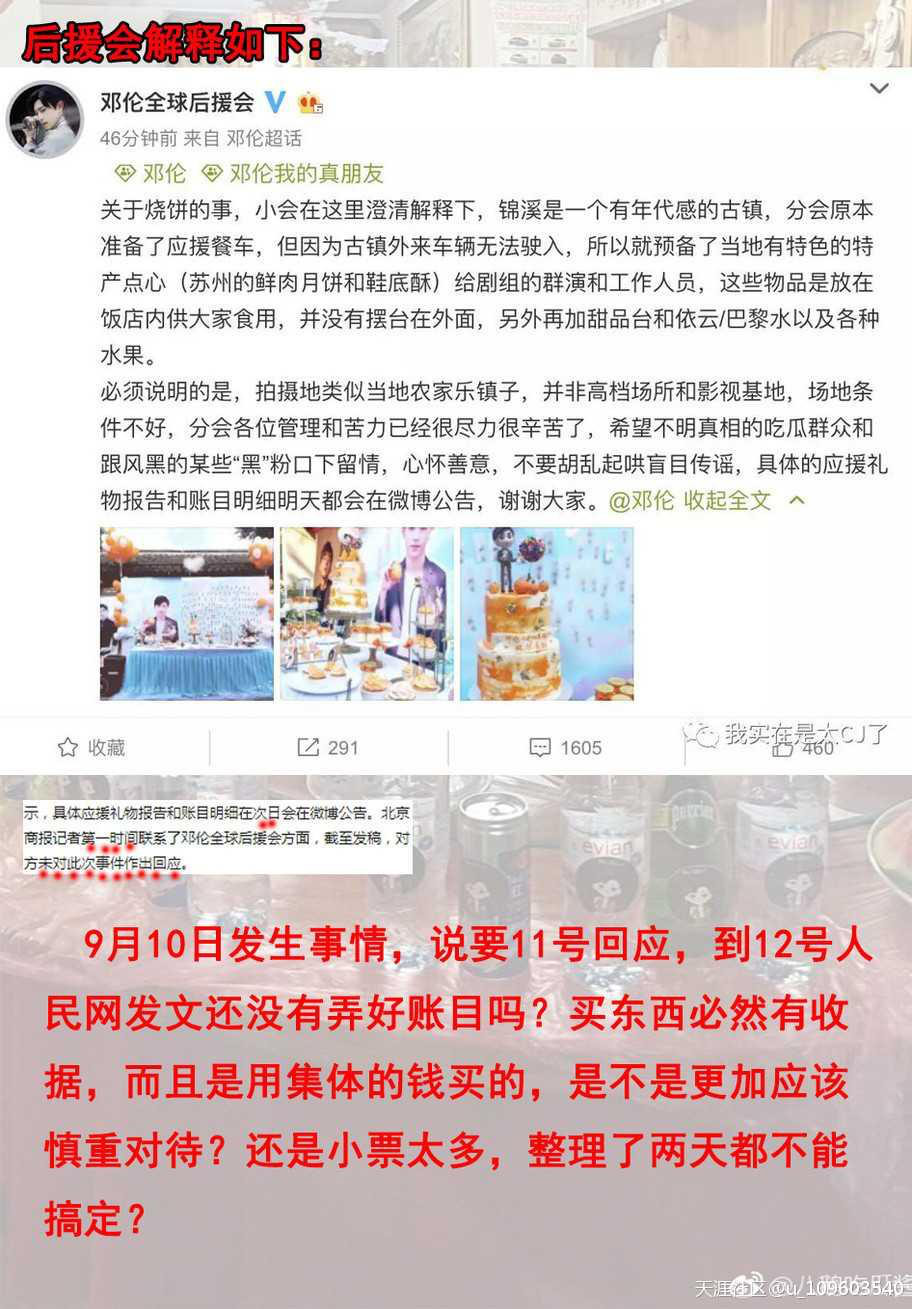 后援会解释如下：
邓伦全球后援会
46分钟前 来自 邓伦超话
邓伦 邓伦我的真朋友
关于烧饼的事，小会在这里澄清解释下，锦溪是一个有年代感的古镇，分会原本
准备了应援餐车，但因为古镇外来车辆无法驶入，所以就预备了当地有特色的特
产点心（苏州的鲜肉月饼和鞋底酥）给剧组的群演和工作人员，这些物品是放在
饭店内供大家食用，并没有摆台在外面，另外再加甜品台和依云/巴黎水以及各种
水果。
必须说明的是，拍摄地类似当地农家乐镇子，并非高档场所和影视基地，场地条
件不好，分会各位管理和苦力已经很尽力很辛苦了，希望不明真相的吃瓜群众和
跟风黑的某些“黑”粉口下留情，心怀善意，不要胡乱起哄盲目传谣，具体的应援礼
物报告和账目明细明天都会在微博公告，谢谢大家。@邓伦 收起全文
我实在是太CJ了
收藏 291 1605 460
示，具体应援礼物报告和账目明细在次日会在微博公告。北京
商报记者第一时间联系了邓伦全球后援会方面，截至发稿，对
方未对此次事件作出回应。
evian evian
9月10日发生事情，说要11号回应，到12号人
民网发文还没有弄好账目吗？买东西必然有收
据，而且是用集体的钱买的，是不是更加应该
慎重对待？还是小票太多，整理了两天都不能
搞定？
天涯社区@u_109603540